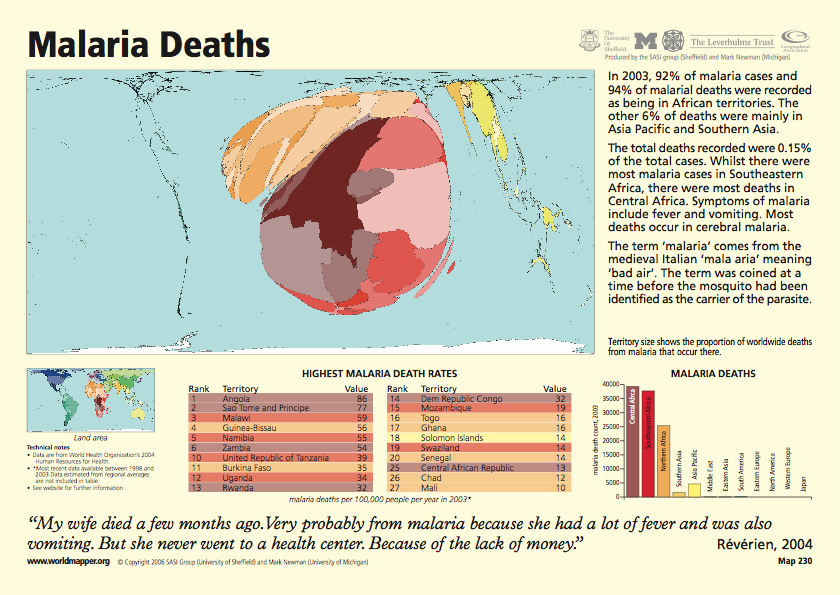 Malaria Deaths
The
University
Of
Sheffield.
M
The Leverhulme Trust
Geographical
Association
Produced by the SASI group (Sheffield) and Mark Newman (Michigan)
In 2003, 92% of malaria cases and
94% of malarial deaths were recorded
as being in African territories. The
other 6% of deaths were mainly in
Asia Pacific and Southern Asia.
The total deaths recorded were 0.15%
of the total cases. Whilst there were
most malaria cases in Southeastern
Africa, there were most deaths in
Central Africa. Symptoms of malaria
include fever and vomiting. Most
deaths occur in cerebral malaria.
The term ‘malaria’ comes from the
medieval Italian ‘mala aria’ meaning
‘bad air’. The term was coined at a
time before the mosquito had been
identified as the carrier of the parasite.
Territory size shows the proportion of worldwide deaths
from malaria that occur there.
Land area
Technical notes
• Data are from World Health Organization's 2004
Human Resources for Health.
• *Most recent data available between 1998 and
2003. Data estimated from regional averages
are not included in table.
• See website for further information.
HIGHEST MALARIA DEATH RATES
Rank Territory Value Rank Territory Value
1 Angola 86 14 Dem Republic Congo 32
2 Sao Tome and Principe 77 15 Mozambique 19
3 Malawi 59 16 Togo 16
4 Guinea-Bissau 56 17 Ghana 16
5 Namibia 55 18 Solomon Islands 14
6 Zambia 54 19 Swaziland 14
10 United Republic of Tanzania 39 20 Senegal 14
11 Burkina Faso 35 25 Central African Republic 13
12 Uganda 34 26 Chad 12
13 Rwanda 32 27 Mali 10
malaria deaths per 100,000 people per year in 2003*
MALARIA DEATHS
malaria death count, 2003
40000
35000
30000
25000
20000
15000
10000
5000
0
Central Africa
Southeastern Africa
Northern Africa
Southern Asia
Asia Pacific
Middle East
Eastern Asia
South America
Eastern Europe
North America
Western Europe
Japan
“My wife died a few months ago. Very probably from malaria because she had a lot of fever and was also
vomiting. But she never went to a health center. Because of the lack of money.”
Révérien, 2004
www.worldmapper.org © Copyright 2006 SASI Group (University of Sheffield) and Mark Newman (University of Michigan)
Map 230